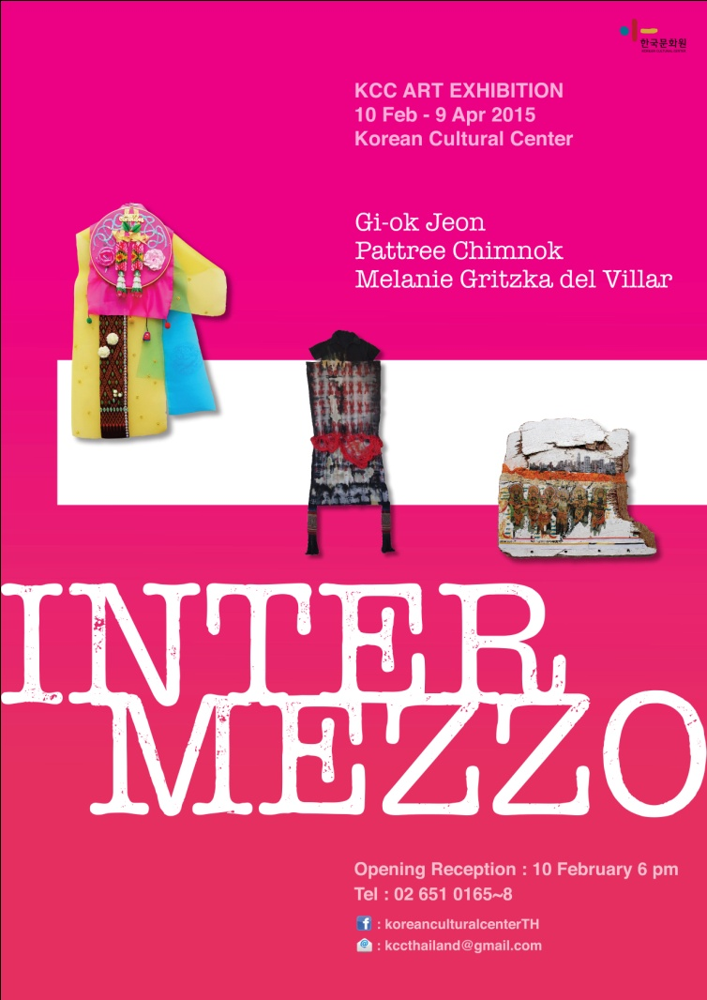 한국문화원
KCC ART EXHIBITION
10 Feb - 9 Apr 2015
Korean Cultural Center
Gi-ok Jeon
Pattree Chimnok
Melanie Gritzka del Villar
INTER
MEZZO
Opening Reception : 10 February 6 pm
Tel : 02 651 0165~8
: koreanculturalcenterTH
: kccthailand@gmail.com